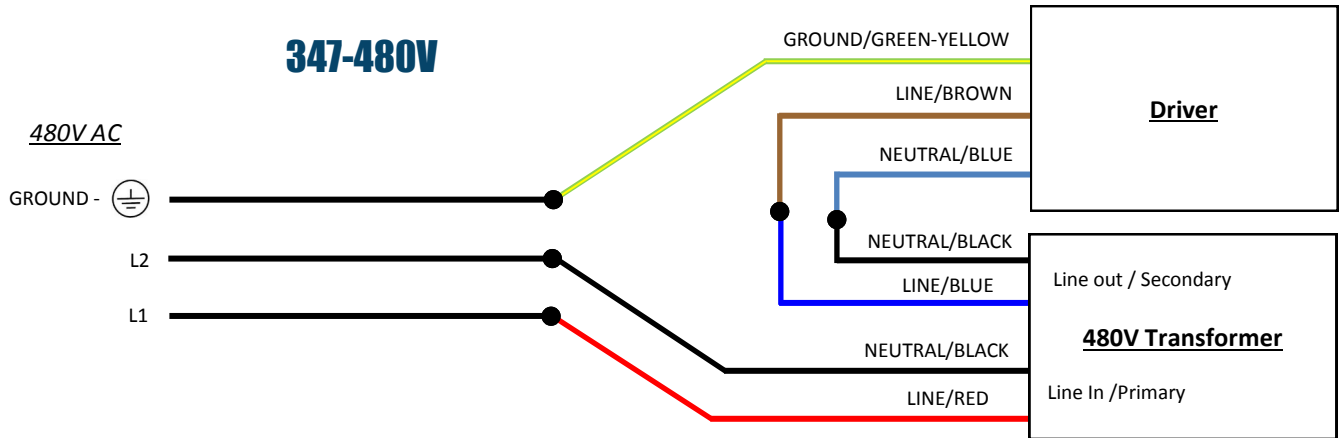 347-480V
480V AC
GROUND -
L2
L1
GROUND/GREEN-YELLOW
LINE/BROWN
NEUTRAL/BLUE
NEUTRAL/BLACK
LINE/BLUE
NEUTRAL/BLACK
LINE/RED
Driver
Line out / Secondary
480V Transformer
Line In /Primary